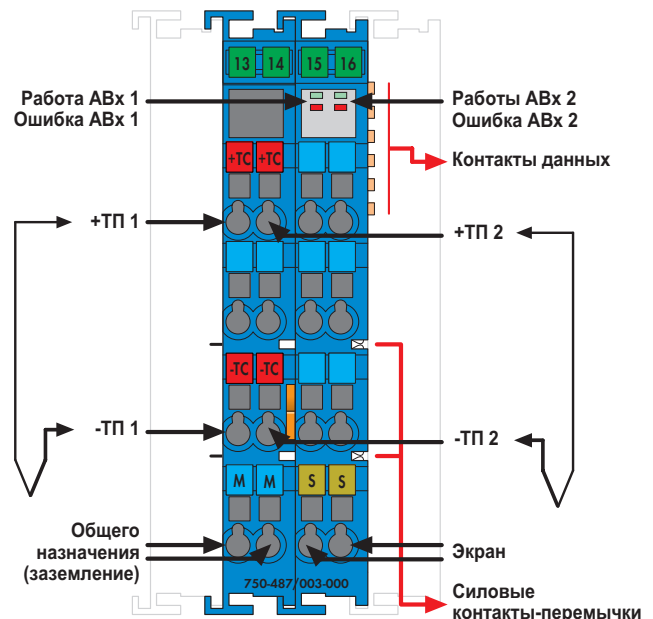 13 14 15 16
Работа АВх 1
Ошибка АВх 1
Работы АВх 2
Ошибка АВх 2
Контакты данных
+TC +TC
+ТП 1
+ТП 2
-TC -TC
-ТП 1
-ТП 2
M M S S
Общего
назначения
(заземление)
Экран
750-487/003-000
Силовые
контакты-перемычки